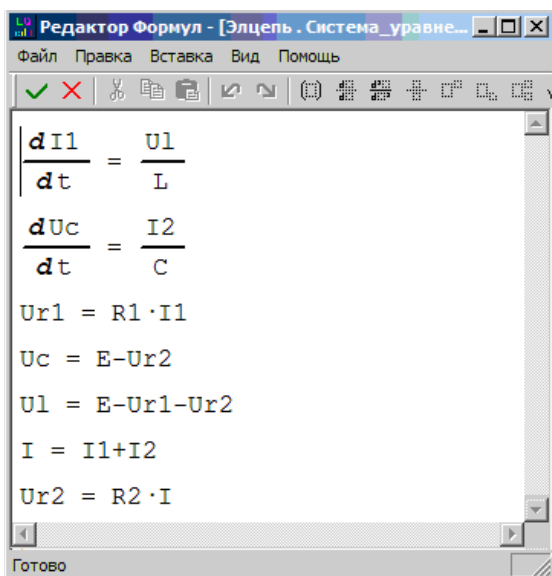 Редактор Формул - [Элцепь . Система_уравне...
Файл Правка Вставка Вид Помощь
dI1/dt = Ul/L
dUc/dt = I2/C
Ur1 = R1·I1
Uc = E-Ur2
Ul = E-Ur1-Ur2
I = I1+I2
Ur2 = R2·I
Готово